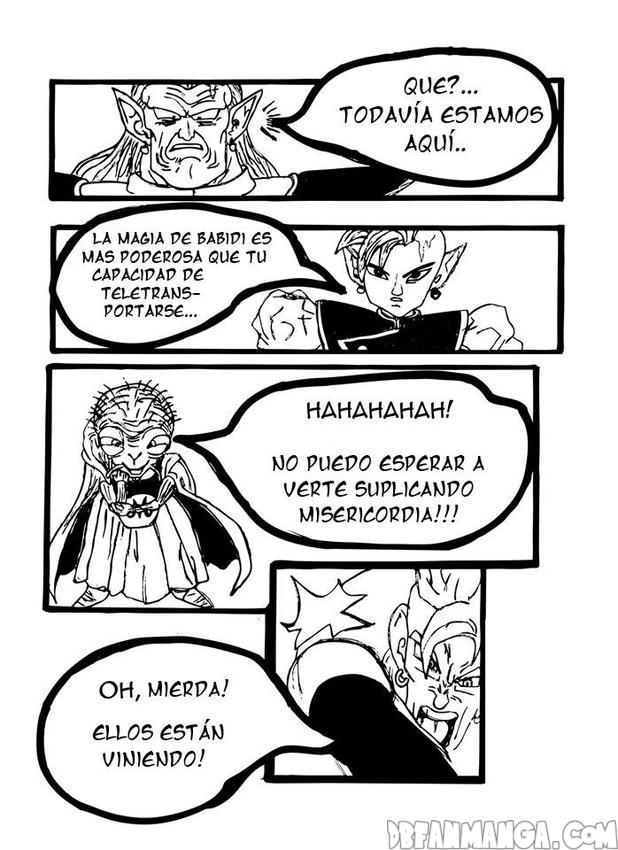 QUE?...
TODAVÍA ESTAMOS
AQUÍ..
LA MAGIA DE BABIDI ES
MAS PODEROSA QUE TU
CAPACIDAD DE
TELETRANS-
PORTARSE...
HAHAHAHAH!
NO PUEDO ESPERAR A
VERTE SUPLICANDO
MISERICORDIA!!!
OH, MIERDA!
ELLOS ESTÁN
VINIENDO!
DBFANMANGA.COM